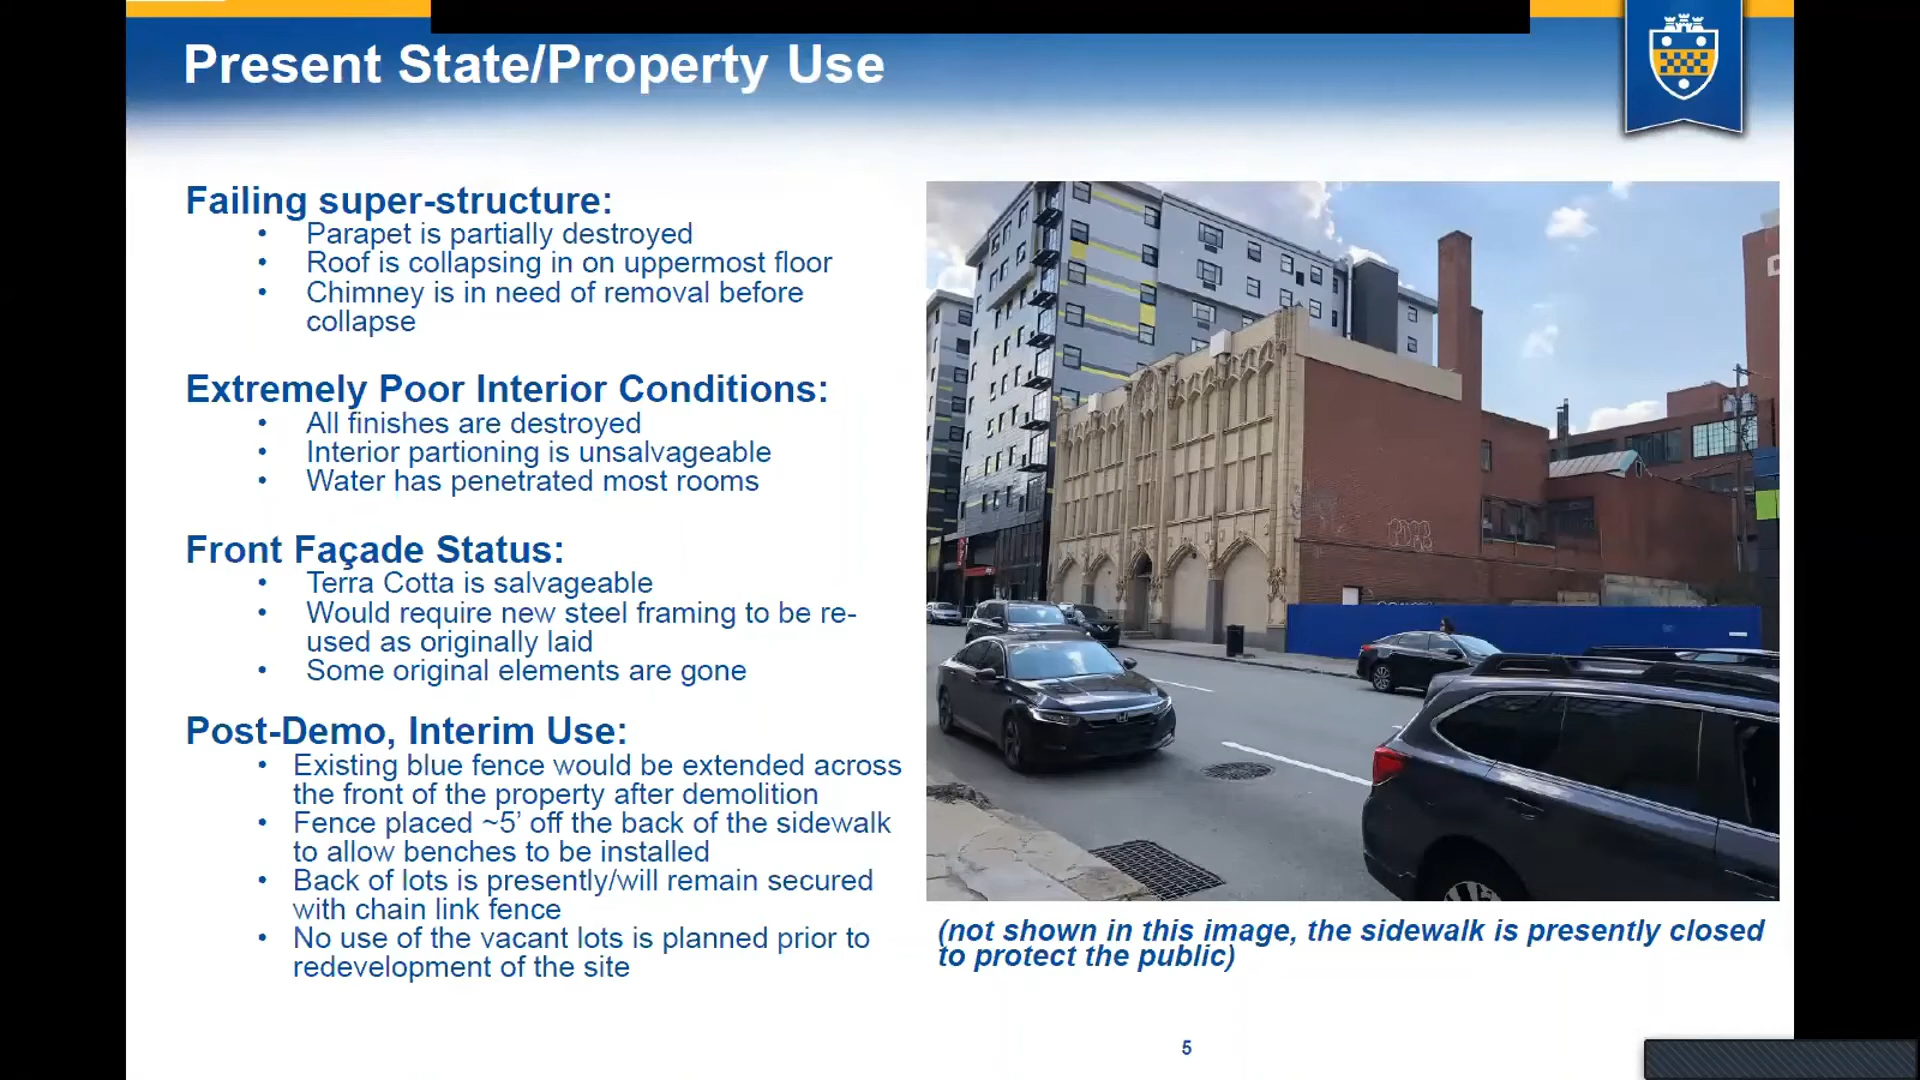 Present State/Property Use
Failing super-structure:
• Parapet is partially destroyed
• Roof is collapsing in on uppermost floor
• Chimney is in need of removal before
collapse
Extremely Poor Interior Conditions:
• All finishes are destroyed
• Interior partioning is unsalvageable
• Water has penetrated most rooms
Front Façade Status:
• Terra Cotta is salvageable
• Would require new steel framing to be re-
used as originally laid
• Some original elements are gone
Post-Demo, Interim Use:
• Existing blue fence would be extended across
the front of the property after demolition
• Fence placed ~5’ off the back of the sidewalk
to allow benches to be installed
• Back of lots is presently/will remain secured
with chain link fence
• No use of the vacant lots is planned prior to
redevelopment of the site
(not shown in this image, the sidewalk is presently closed
to protect the public)
5